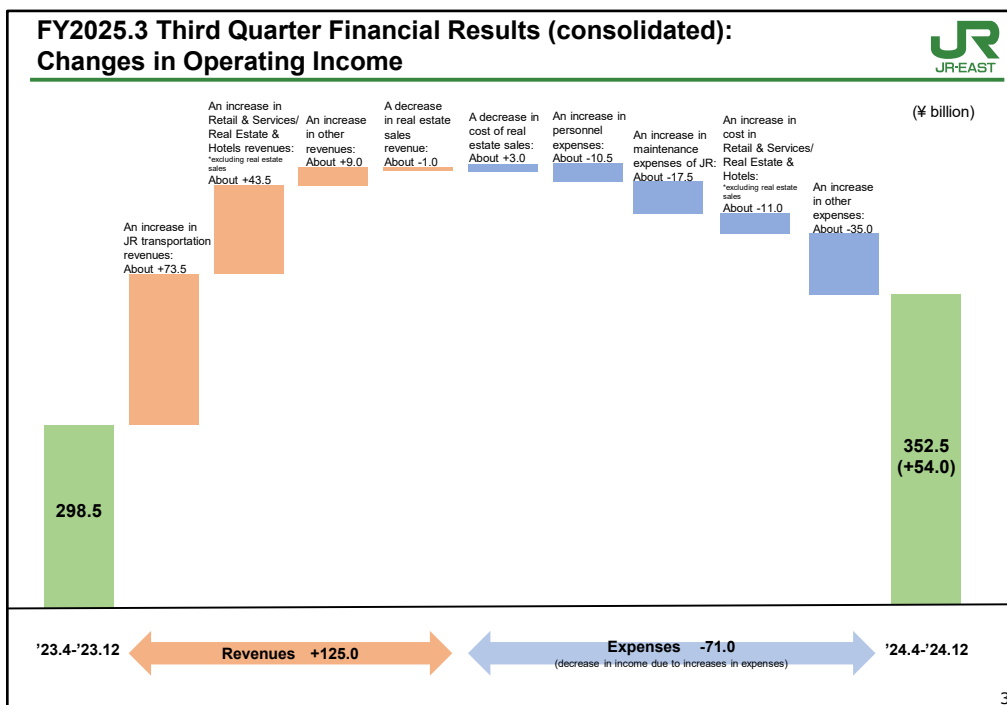 FY2025.3 Third Quarter Financial Results (consolidated):
Changes in Operating Income
JR
JR-EAST
(¥ billion)
An increase in
Retail & Services/
Real Estate &
Hotels revenues:
*excluding real estate
sales
About +43.5
An increase
in other
revenues:
About +9.0
A decrease
in real estate
sales
revenue:
About -1.0
A decrease in
cost of real
estate sales:
About +3.0
An increase in
personnel
expenses:
About -10.5
An increase in
maintenance
expenses of JR:
About -17.5
An increase in
cost in
Retail & Services/
Real Estate &
Hotels:
*excluding real estate
sales
About -11.0
An increase
in other
expenses:
About -35.0
An increase in
JR transportation
revenues:
About +73.5
298.5
352.5
(+54.0)
’23.4-’23.12
Revenues +125.0
Expenses -71.0
(decrease in income due to increases in expenses)
’24.4-’24.12
3